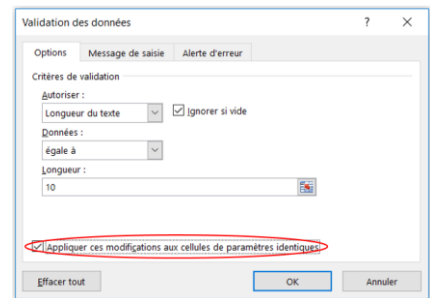 Validation des données ? ×
Options Message de saisie Alerte d'erreur
Critères de validation
Autoriser :
Longueur du texte Ignorer si vide
Données :
égale à
Longueur :
10
Appliquer ces modifications aux cellules de paramètres identiques
Effacer tout OK Annuler